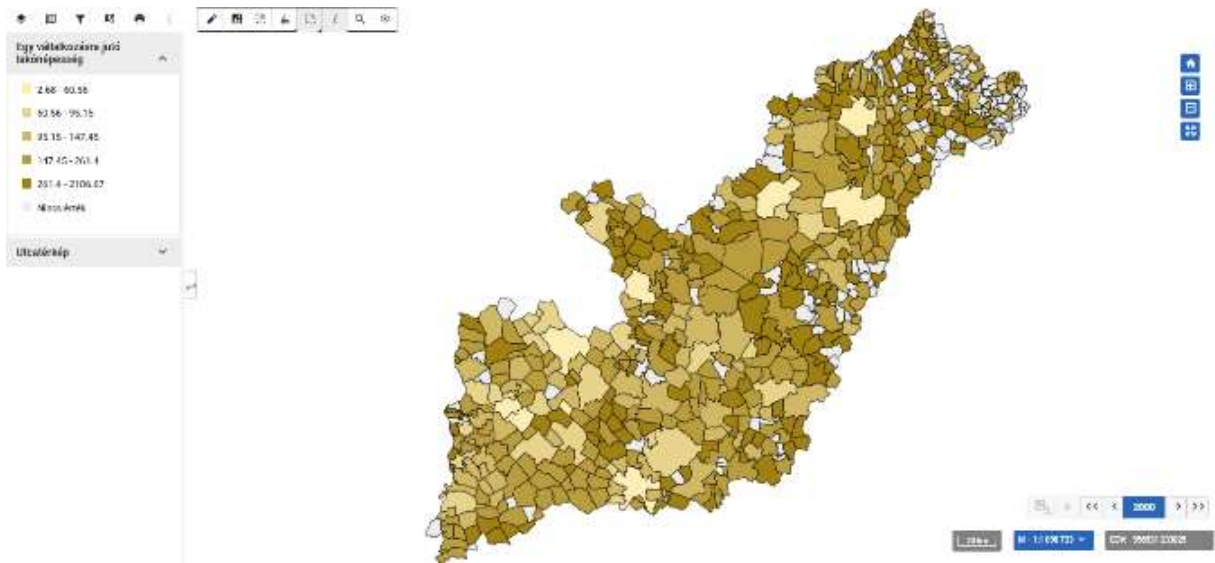 Egy vállalkozásra jutó
lakónépesség
2.68 - 60.56
60.56 - 95.15
95.15 - 147.45
147.45 - 261.4
261.4 - 2106.67
Nincs érték
Utcatérkép
<< < 2000 > >>